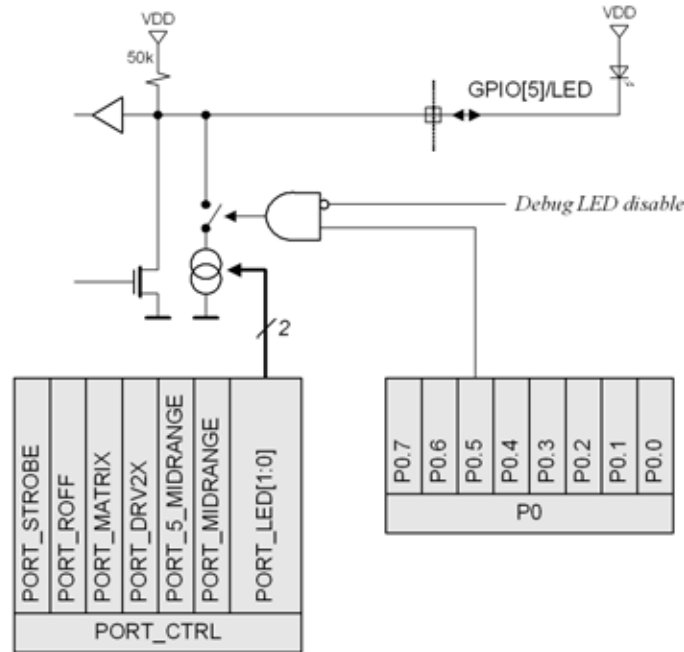 VDD
VDD
50k
GPIO[5]/LED
Debug LED disable
2
PORT_STROBE
PORT_ROFF
PORT_MATRIX
PORT_DRV2X
PORT_5_MIDRANGE
PORT_MIDRANGE
PORT_LED[1:0]
PORT_CTRL
P0.7
P0.6
P0.5
P0.4
P0.3
P0.2
P0.1
P0.0
P0